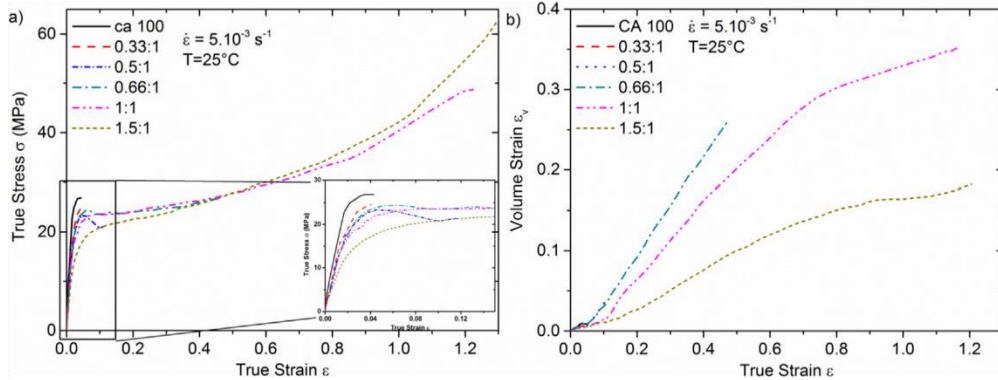 a)
ca 100
0.33:1
0.5:1
0.66:1
1:1
1.5:1
ε̇ = 5.10⁻³ s⁻¹
T=25°C
True Stress σ (MPa)
60
40
20
0
0.0 0.2 0.4 0.6 0.8 1.0 1.2
True Strain ε
True Stress σ (MPa)
30
20
10
0
0.00 0.04 0.08 0.12
True Strain ε
b)
CA 100
0.33:1
0.5:1
0.66:1
1:1
1.5:1
ε̇ = 5.10⁻³ s⁻¹
T=25°C
Volume Strain εᵥ
0.4
0.3
0.2
0.1
0.0
0.0 0.2 0.4 0.6 0.8 1.0 1.2
True Strain ε